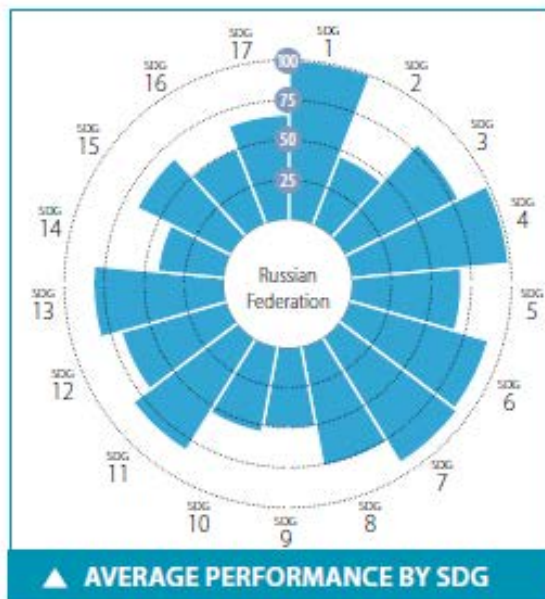 SDG
1
SDG
2
SDG
3
SDG
4
SDG
5
SDG
6
SDG
7
SDG
8
SDG
9
SDG
10
SDG
11
SDG
12
SDG
13
SDG
14
SDG
15
SDG
16
SDG
17
100
75
50
25
Russian
Federation
▲ AVERAGE PERFORMANCE BY SDG